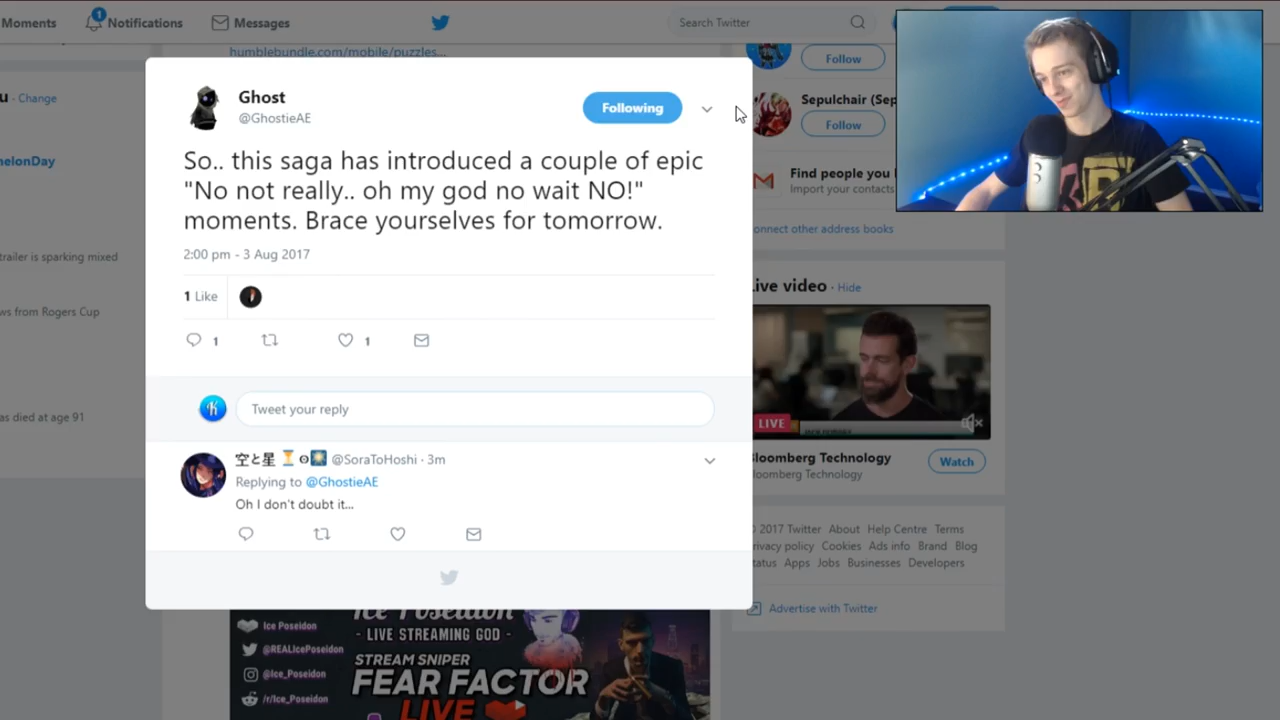 Moments
1
Notifications
Messages
Search Twitter
humblebundle.com/mobile/puzzles...
u · Change
elonDay
trailer is sparking mixed
ws from Rogers Cup
as died at age 91
Ghost
@GhostieAE
Following
So.. this saga has introduced a couple of epic
"No not really.. oh my god no wait NO!"
moments. Brace yourselves for tomorrow.
2:00 pm - 3 Aug 2017
1 Like
1
1
Tweet your reply
空と星 @SoraToHoshi · 3m
Replying to @GhostieAE
Oh I don't doubt it...
Follow
Sepulchair (Sep
Follow
Find people you
Import your contacts
onnect other address books
Live video · Hide
LIVE
Bloomberg Technology
loomberg Technology
Watch
© 2017 Twitter About Help Centre Terms
rivacy policy Cookies Ads info Brand Blog
tatus Apps Jobs Businesses Developers
Advertise with Twitter
Ice Poseidon
Ice Poseidon
- LIVE STREAMING GOD -
@REALIcePoseidon
STREAM SNIPER
@Ice_Poseidon
FEAR FACTOR
/r/Ice_Poseidon
LIVE